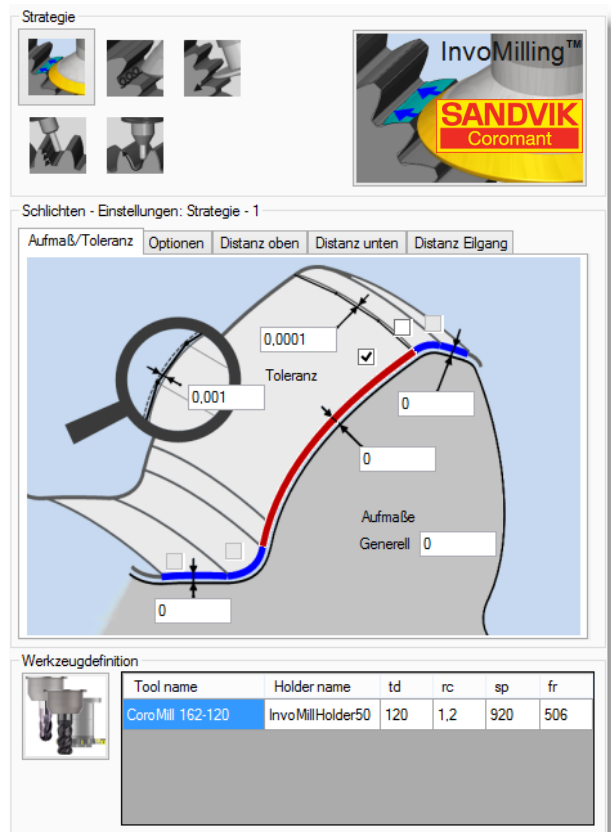 Strategie
InvoMilling™
SANDVIK
Coromant
Schlichten - Einstellungen: Strategie - 1
Aufmaß/Toleranz Optionen Distanz oben Distanz unten Distanz Eilgang
0,0001
Toleranz
0,001
0
0
Aufmaße
Generell 0
0
Werkzeugdefinition
Tool name Holder name td rc sp fr
CoroMill 162-120 InvoMillHolder50 120 1,2 920 506